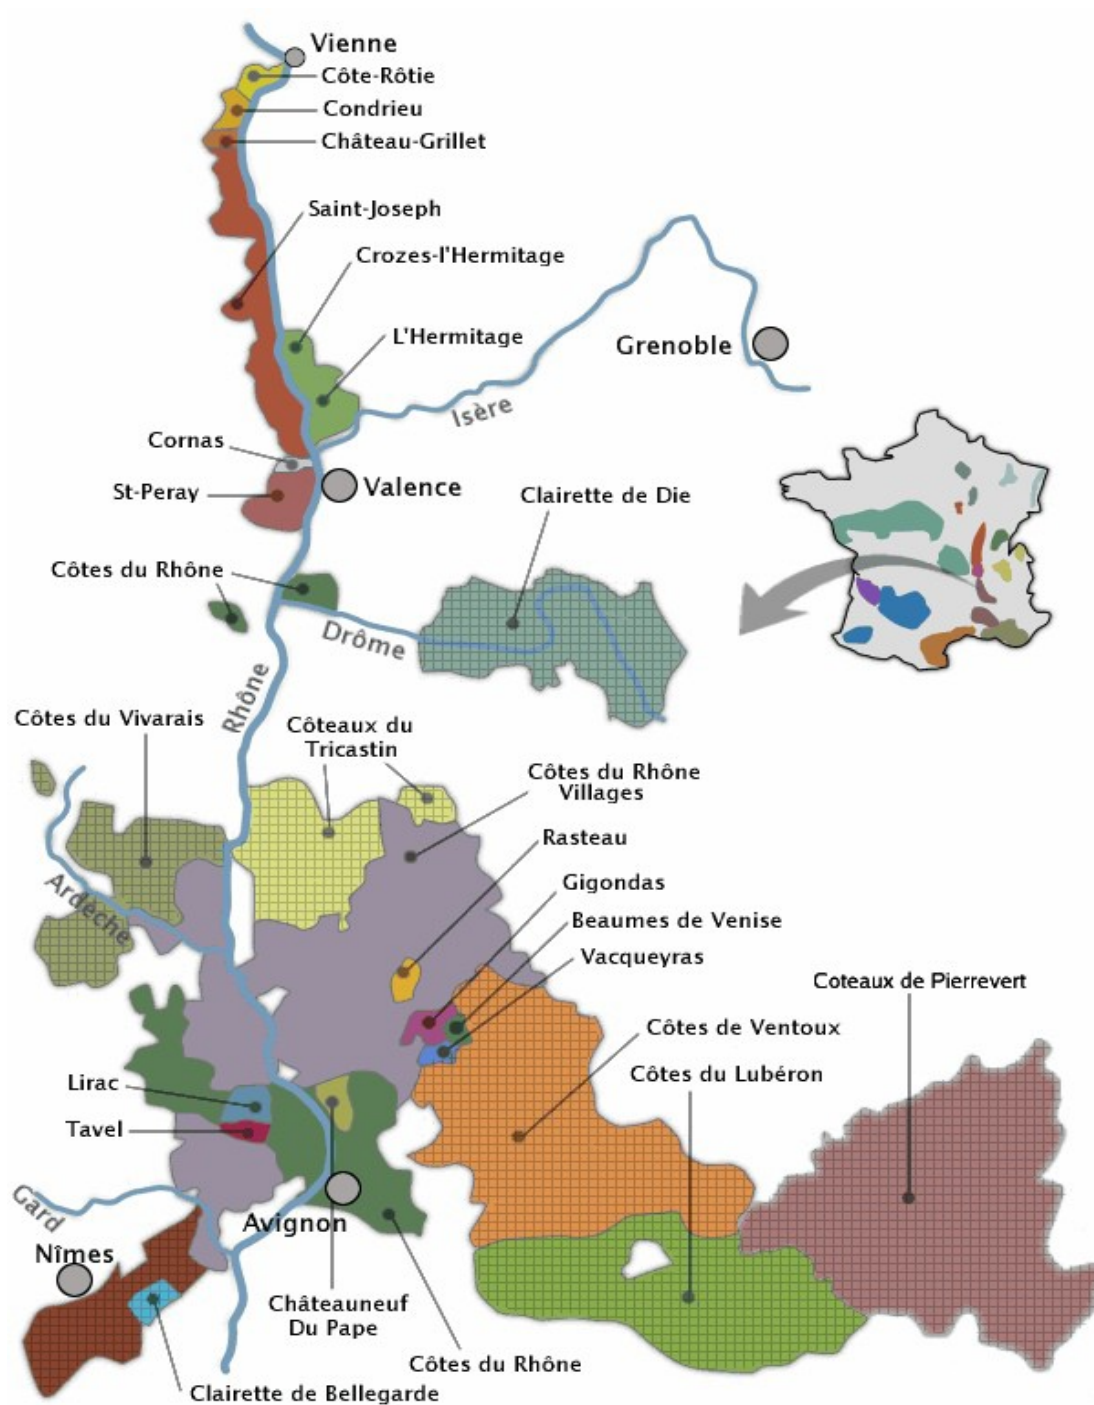 Vienne
Côte-Rôtie
Condrieu
Château-Grillet
Saint-Joseph
Crozes-l'Hermitage
L'Hermitage
Grenoble
Isère
Cornas
Valence
St-Peray
Clairette de Die
Côtes du Rhône
Drôme
Rhône
Côtes du Vivarais
Côteaux du
Tricastin
Côtes du Rhône
Villages
Rasteau
Gigondas
Ardèche
Beaumes de Venise
Vacqueyras
Coteaux de Pierrevert
Côtes de Ventoux
Côtes du Lubéron
Lirac
Tavel
Gard
Avignon
Nîmes
Châteauneuf
Du Pape
Côtes du Rhône
Clairette de Bellegarde